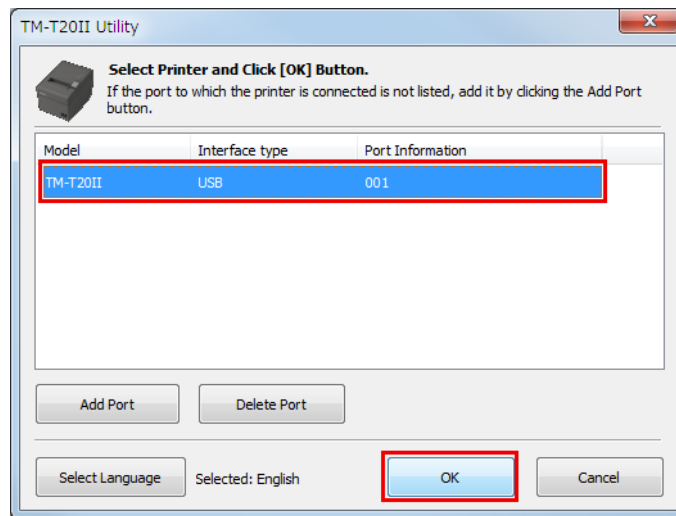 TM-T20II Utility
x
Select Printer and Click [OK] Button.
If the port to which the printer is connected is not listed, add it by clicking the Add Port
button.
Model Interface type Port Information
TM-T20II USB 001
Add Port Delete Port
Select Language Selected: English OK Cancel